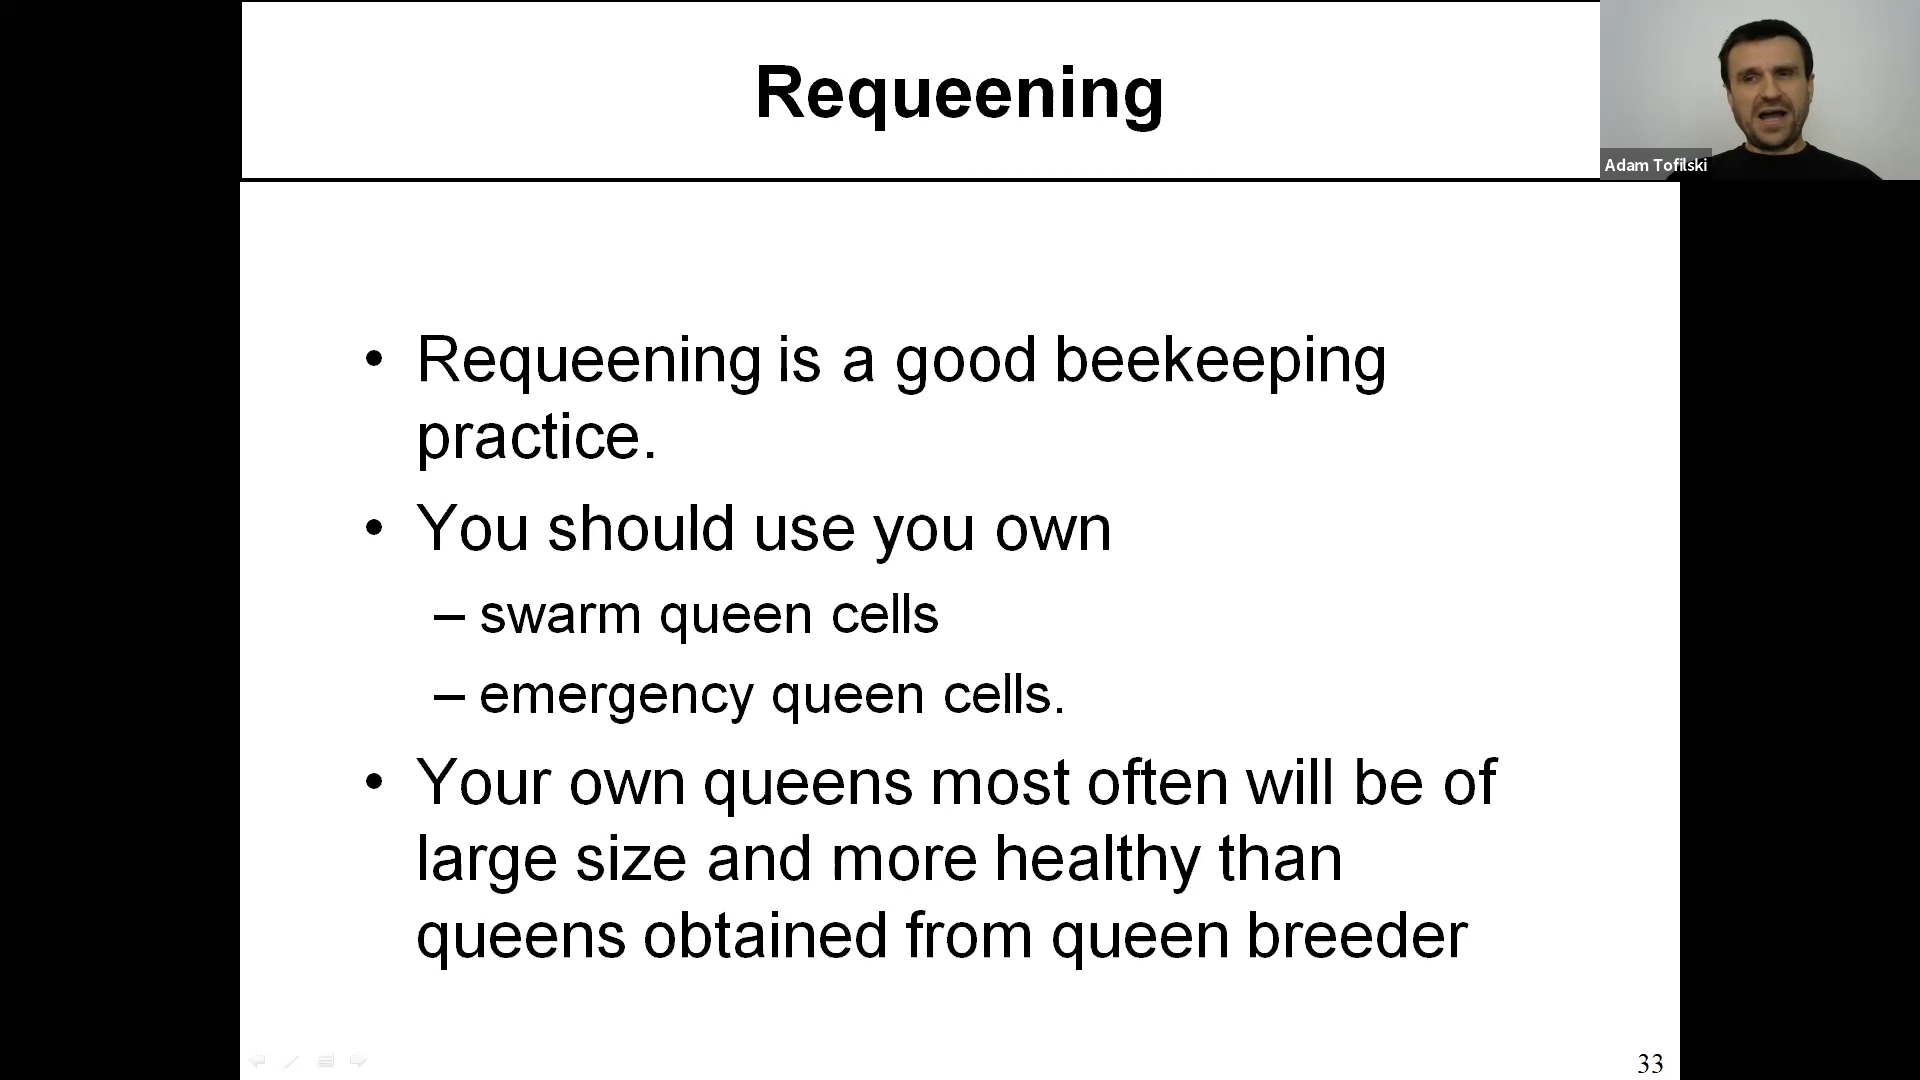 Requeening
Adam Tofilski
• Requeening is a good beekeeping
practice.
• You should use you own
– swarm queen cells
– emergency queen cells.
• Your own queens most often will be of
large size and more healthy than
queens obtained from queen breeder
33